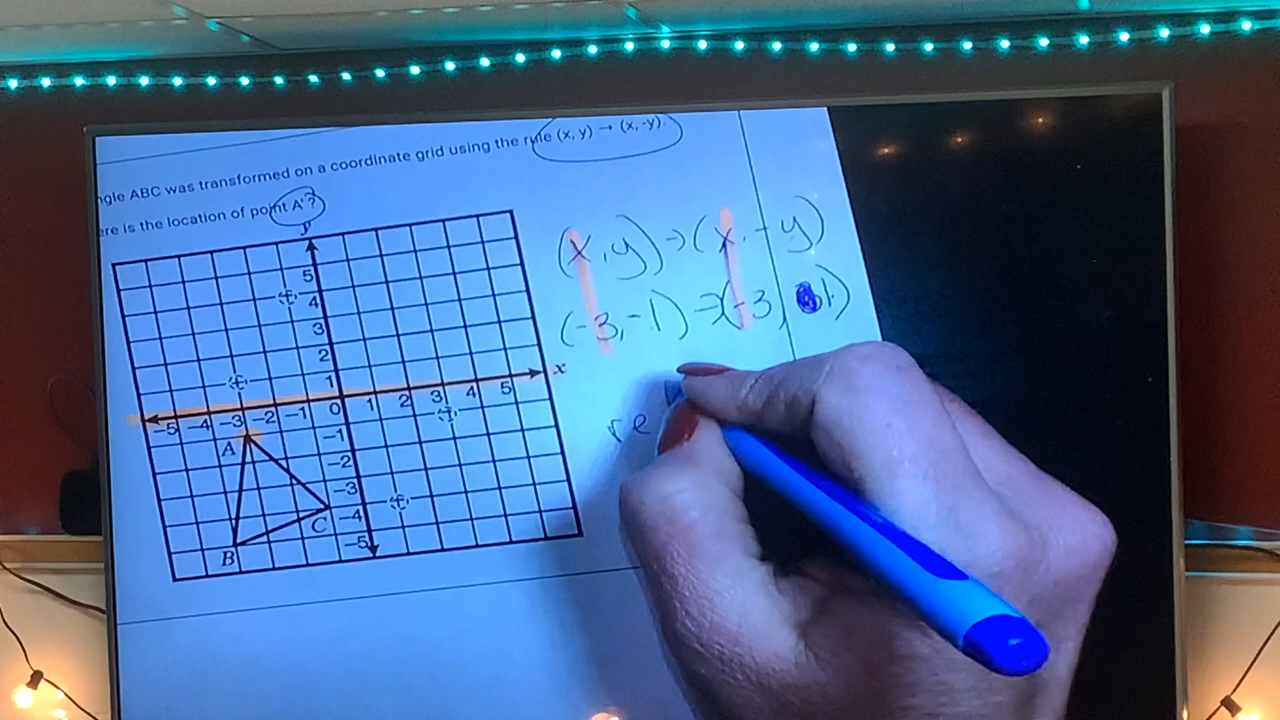 ngle ABC was transformed on a coordinate grid using the rule (x, y) → (x, -y).
ere is the location of point A'?
y
5
4
3
2
1
x
-5 -4 -3 -2 -1 0 1 2 3 4 5
-1
-2
-3
-4
-5
A
B
C
(x, y) → (x, -y)
(-3, -1) → (-3, 1)
re